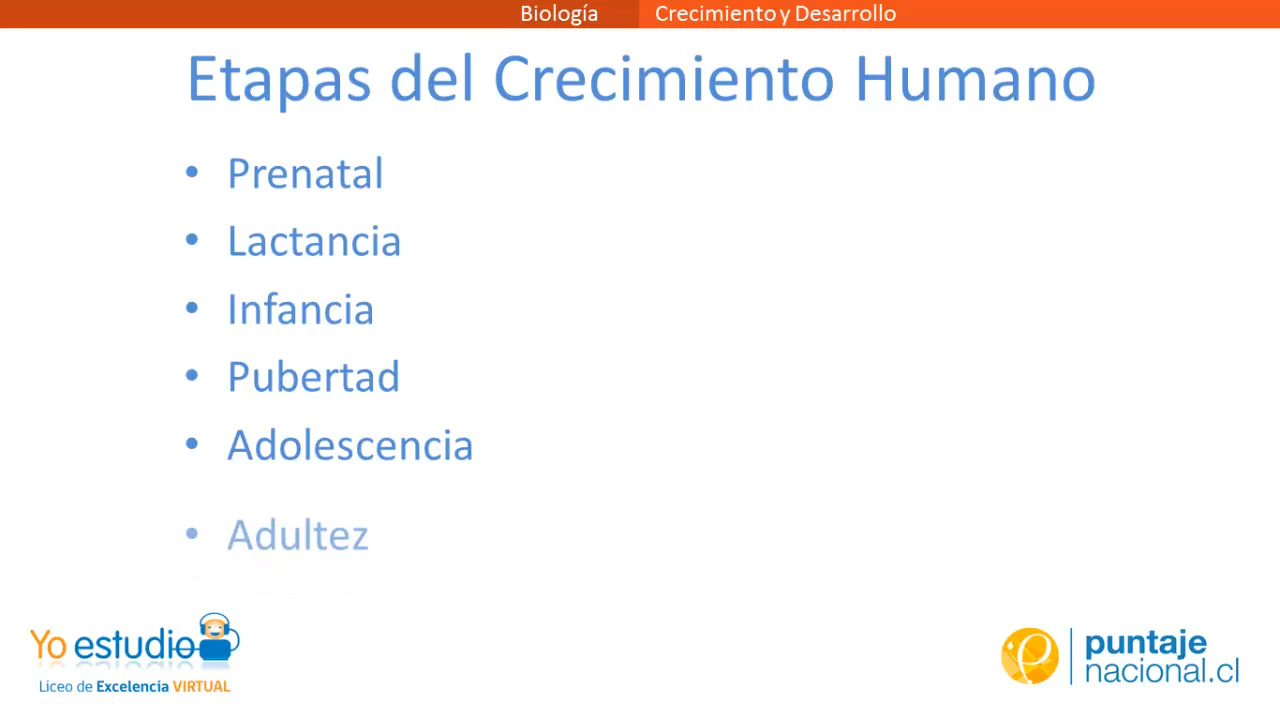 Biología
Crecimiento y Desarrollo
Etapas del Crecimiento Humano
• Prenatal
• Lactancia
• Infancia
• Pubertad
• Adolescencia
• Adultez
Yo estudio
Liceo de Excelencia VIRTUAL
puntaje
nacional.cl